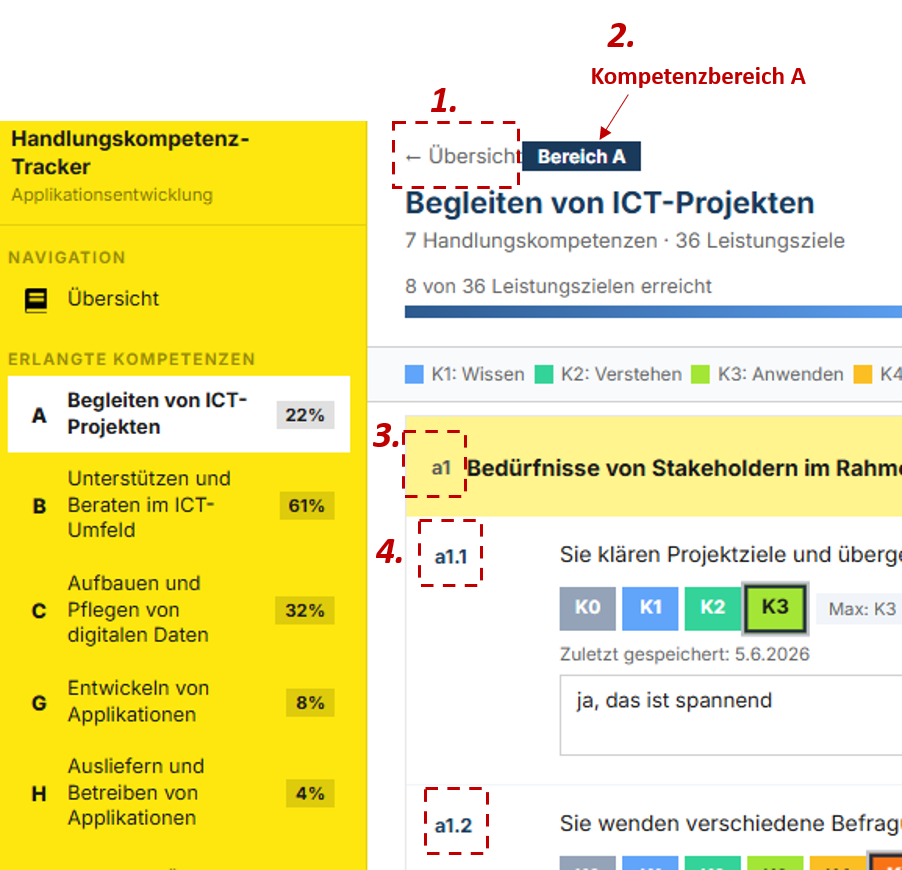 2.
Kompetenzbereich A
1.
Handlungskompetenz-
Tracker
Applikationsentwicklung
NAVIGATION
Übersicht
ERLANGTE KOMPETENZEN
A Begleiten von ICT-
Projekten 22%
B Unterstützen und
Beraten im ICT-
Umfeld 61%
C Aufbauen und
Pflegen von
digitalen Daten 32%
G Entwickeln von
Applikationen 8%
H Ausliefern und
Betreiben von
Applikationen 4%
← Übersicht Bereich A
Begleiten von ICT-Projekten
7 Handlungskompetenzen · 36 Leistungsziele
8 von 36 Leistungszielen erreicht
K1: Wissen K2: Verstehen K3: Anwenden K4
3.
a1 Bedürfnisse von Stakeholdern im Rahme
4.
a1.1 Sie klären Projektziele und überge
K0 K1 K2 K3 Max: K3
Zuletzt gespeichert: 5.6.2026
ja, das ist spannend
a1.2 Sie wenden verschiedene Befrag